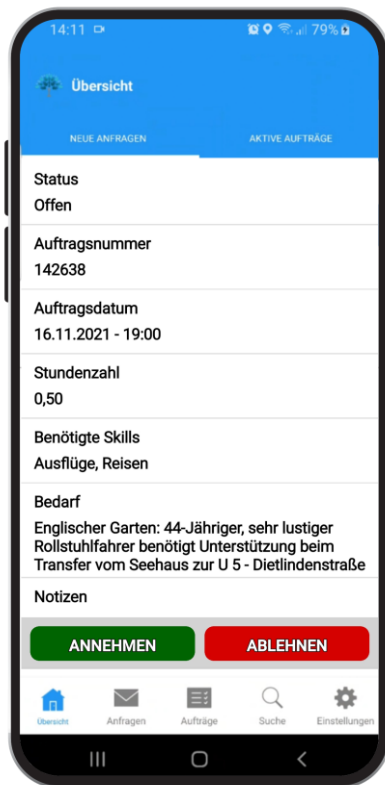 14:11 79%
Übersicht
NEUE ANFRAGEN AKTIVE AUFTRÄGE
Status
Offen
Auftragsnummer
142638
Auftragsdatum
16.11.2021 - 19:00
Stundenzahl
0,50
Benötigte Skills
Ausflüge, Reisen
Bedarf
Englischer Garten: 44-Jähriger, sehr lustiger
Rollstuhlfahrer benötigt Unterstützung beim
Transfer vom Seehaus zur U 5 - Dietlindenstraße
Notizen
ANNEHMEN ABLEHNEN
Übersicht Anfragen Aufträge Suche Einstellungen